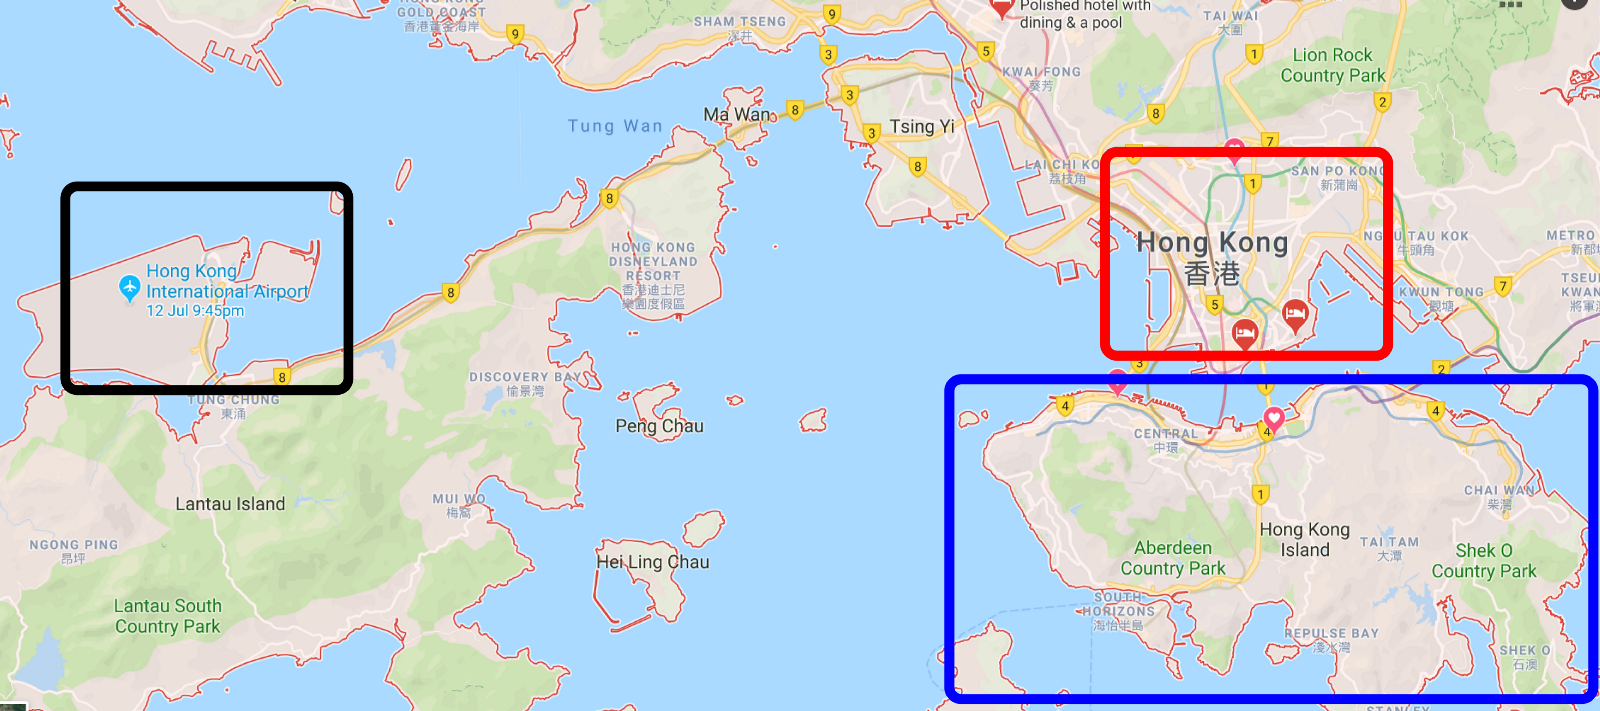 GOLD COAST
香港黃金海岸
9
SHAM TSENG
深井
9
3
Polished hotel with
dining & a pool
TAI WAI
大圍
5
1
Lion Rock
Country Park
KWAI FONG
葵芳
2
8
3
8
Ma Wan
Tsing Yi
3
Tung Wan
7
8
LAI CHI KO
荔枝角
1
SAN PO KONG
新蒲崗
8
Hong Kong
香港
TAU KOK
牛頭角
METRO
HONG KONG
DISNEYLAND
RESORT
香港迪士尼
樂園度假區
Hong Kong
International Airport
12 Jul 9:45pm
8
5
KWUN TONG
觀塘
7
TSEU
KWAN
3
2
8
DISCOVERY BAY
愉景灣
TUNG CHUNG
東涌
1
4
4
Peng Chau
CENTRAL
中環
4
Lantau Island
MUI WO
梅窩
1
CHAI WAN
柴灣
Hong Kong
Island
TAI TAM
大潭
NGONG PING
昂坪
Aberdeen
Country Park
Shek O
Country Park
Hei Ling Chau
Lantau South
Country Park
SOUTH
HORIZONS
海怡半島
REPULSE BAY
淺水灣
SHEK O
石澳
STANLEY